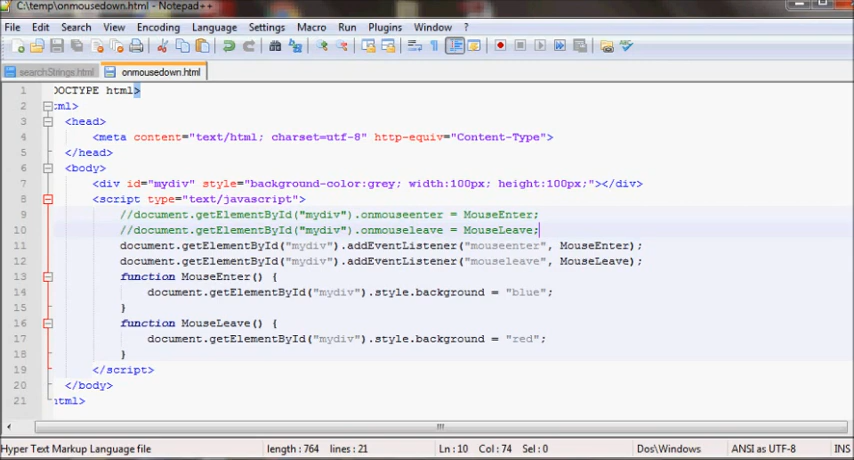 C:\temp\onmousedown.html - Notepad++
File Edit Search View Encoding Language Settings Macro Run Plugins Window ?
searchStrings.html onmousedown.html
1 DOCTYPE html>
2 tml>
3 <head>
4 <meta content="text/html; charset=utf-8" http-equiv="Content-Type">
5 </head>
6 <body>
7 <div id="mydiv" style="background-color:grey; width:100px; height:100px;"></div>
8 <script type="text/javascript">
9 //document.getElementById("mydiv").onmouseenter = MouseEnter;
10 //document.getElementById("mydiv").onmouseleave = MouseLeave;
11 document.getElementById("mydiv").addEventListener("mouseenter", MouseEnter);
12 document.getElementById("mydiv").addEventListener("mouseleave", MouseLeave);
13 function MouseEnter() {
14 document.getElementById("mydiv").style.background = "blue";
15 }
16 function MouseLeave() {
17 document.getElementById("mydiv").style.background = "red";
18 }
19 </script>
20 </body>
21 html>
Hyper Text Markup Language file length : 764 lines : 21 Ln : 10 Col : 74 Sel : 0 Dos\Windows ANSI as UTF-8 INS